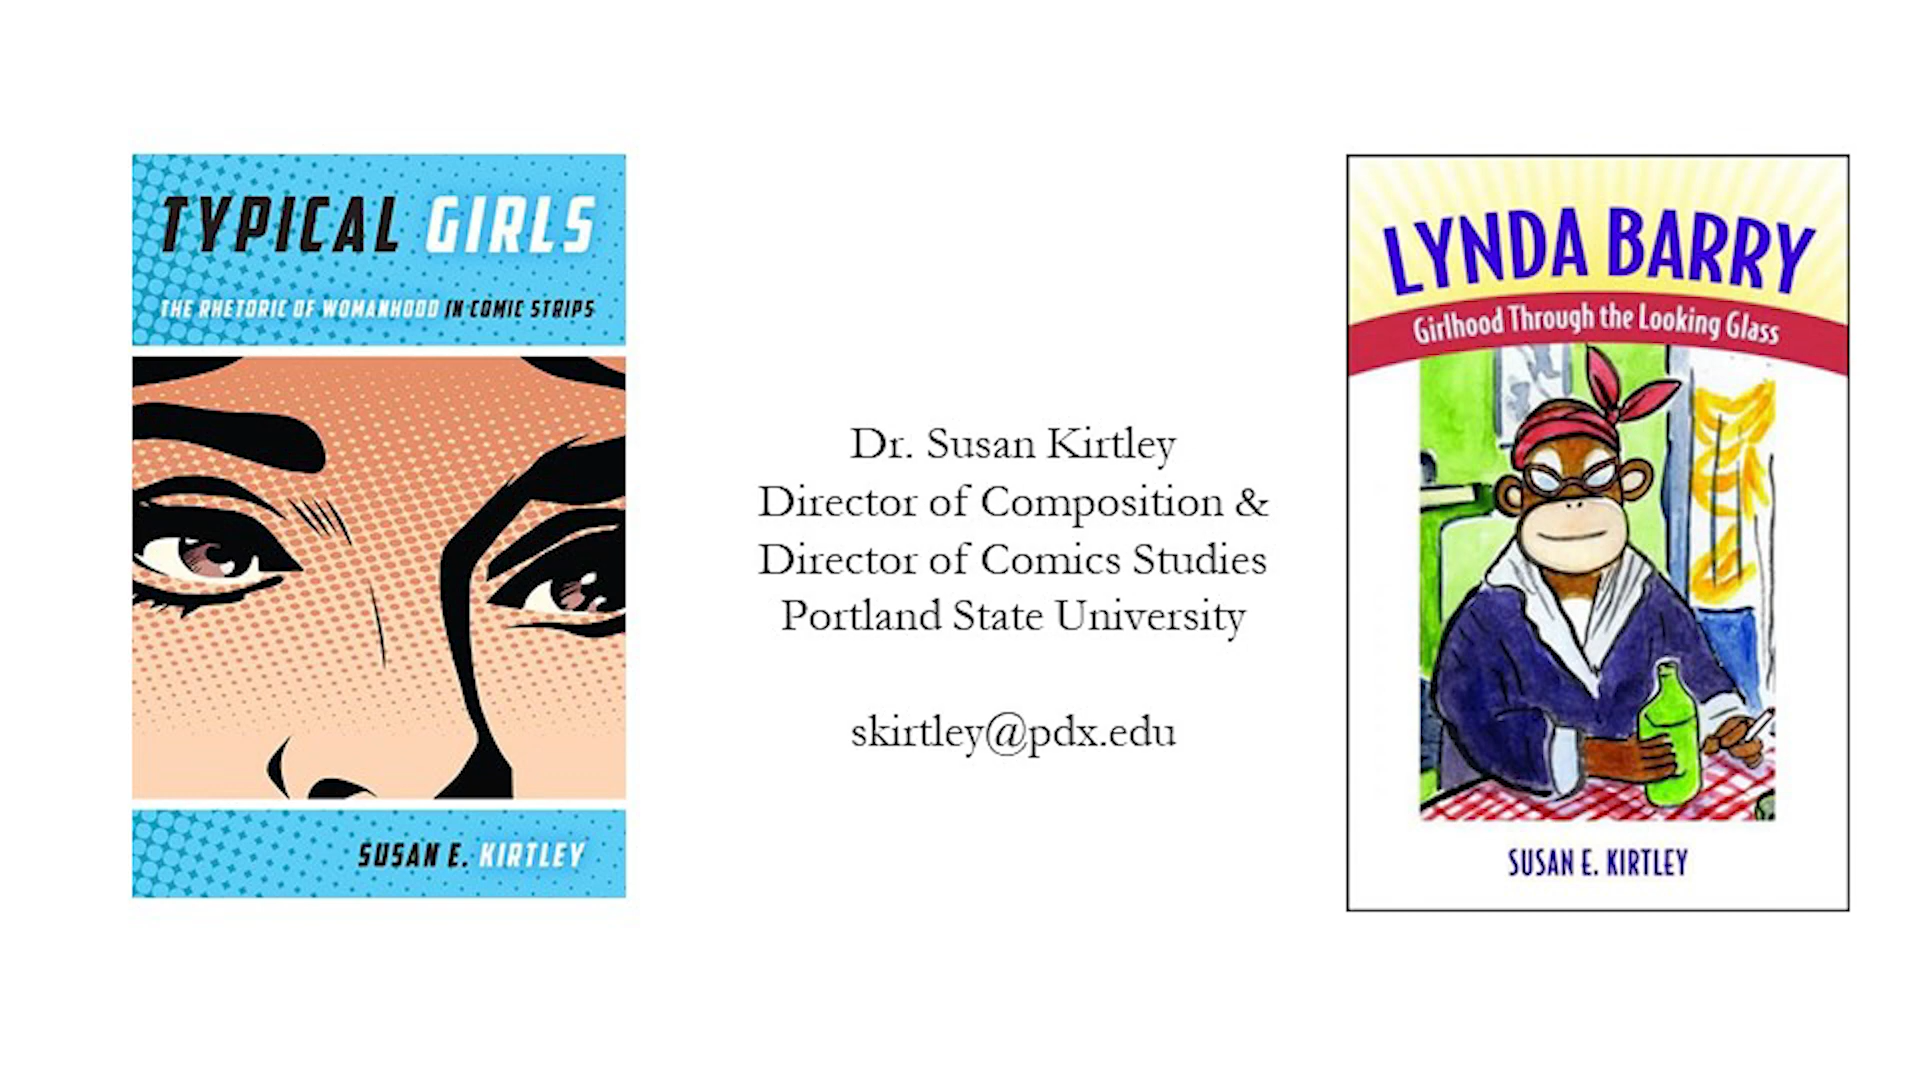 TYPICAL GIRLS
THE RHETORIC OF WOMANHOOD IN COMIC STRIPS
SUSAN E. KIRTLEY
Dr. Susan Kirtley
Director of Composition &
Director of Comics Studies
Portland State University
skirtley@pdx.edu
LYNDA BARRY
Girlhood Through the Looking Glass
SUSAN E. KIRTLEY